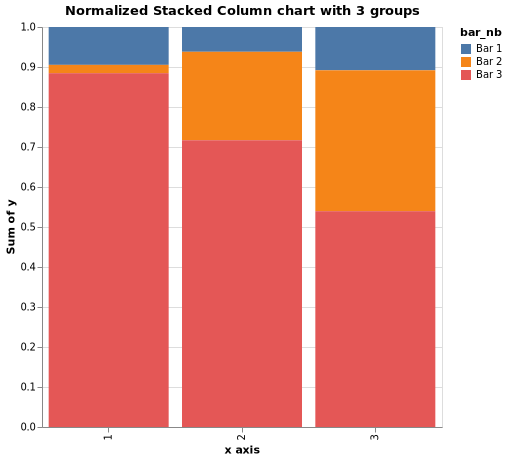 Normalized Stacked Column chart with 3 groups
bar_nb
Bar 1
Bar 2
Bar 3
Sum of y
1.0
0.9
0.8
0.7
0.6
0.5
0.4
0.3
0.2
0.1
0.0
1
2
3
x axis